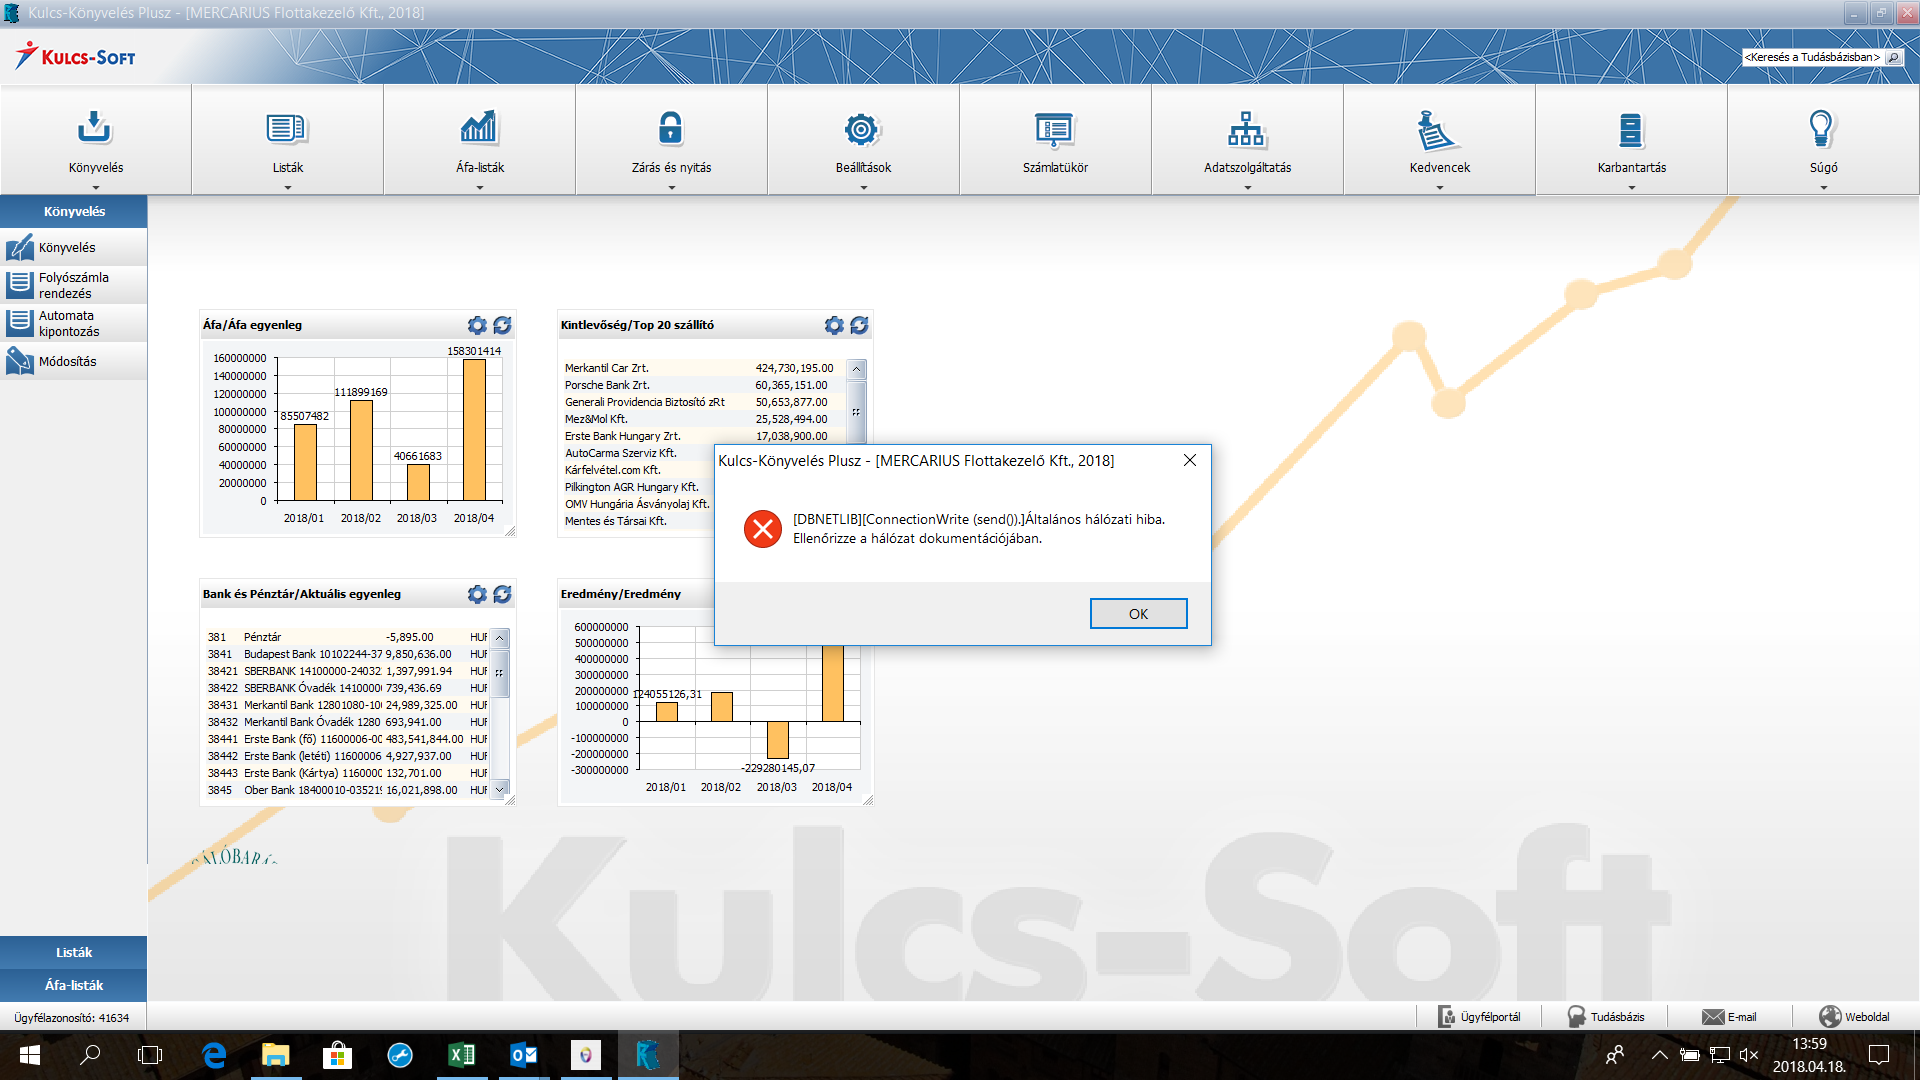 Kulcs-Könyvelés Plusz - [MERCARIUS Flottakezelő Kft., 2018]
KULCS-SOFT
<Keresés a Tudásbázisban>
Könyvelés
Listák
Áfa-listák
Zárás és nyitás
Beállítások
Számlatükör
Adatszolgáltatás
Kedvencek
Karbantartás
Súgó
Könyvelés
Könyvelés
Folyószámla
rendezés
Automata
kipontozás
Módosítás
Áfa/Áfa egyenleg
160000000
140000000
120000000
100000000
80000000
60000000
40000000
20000000
0
85507482
111899169
40661683
158301414
2018/01 2018/02 2018/03 2018/04
Kintlevőség/Top 20 szállító
Merkantil Car Zrt. 424,730,195.00
Porsche Bank Zrt. 60,365,151.00
Generali Providencia Biztosító zRt 50,653,877.00
Mez&Mol Kft. 25,528,494.00
Erste Bank Hungary Zrt. 17,038,900.00
AutoCarma Szerviz Kft.
Kárfelvétel.com Kft.
Pilkington AGR Hungary Kft.
OMV Hungária Ásványolaj Kft.
Mentes és Társai Kft.
Kulcs-Könyvelés Plusz - [MERCARIUS Flottakezelő Kft., 2018]
[DBNETLIB][ConnectionWrite (send()).]Általános hálózati hiba.
Ellenőrizze a hálózat dokumentációjában.
OK
Bank és Pénztár/Aktuális egyenleg
381 Pénztár -5,895.00 HUF
3841 Budapest Bank 10102244-37 9,850,636.00 HUF
38421 SBERBANK 14100000-24032 1,397,991.94 HUF
38422 SBERBANK Óvadék 1410000 739,436.69 HUF
38431 Merkantil Bank 12801080-10 24,989,325.00 HUF
38432 Merkantil Bank Óvadék 1280 693,941.00 HUF
38441 Erste Bank (fő) 11600006-00 483,541,844.00 HUF
38442 Erste Bank (letéti) 11600006 4,927,937.00 HUF
38443 Erste Bank (Kártya) 116000 132,701.00 HUF
3845 Ober Bank 18400010-035219 16,021,898.00 HUF
Eredmény/Eredmény
600000000
500000000
400000000
300000000
200000000
100000000
0
-100000000
-200000000
-300000000
124055126,31
-229280145,07
2018/01 2018/02 2018/03 2018/04
Kulcs-Soft
Listák
Áfa-listák
Ügyfélazonosító: 41634
Ügyfélportál
Tudásbázis
E-mail
Weboldal
13:59
2018.04.18.